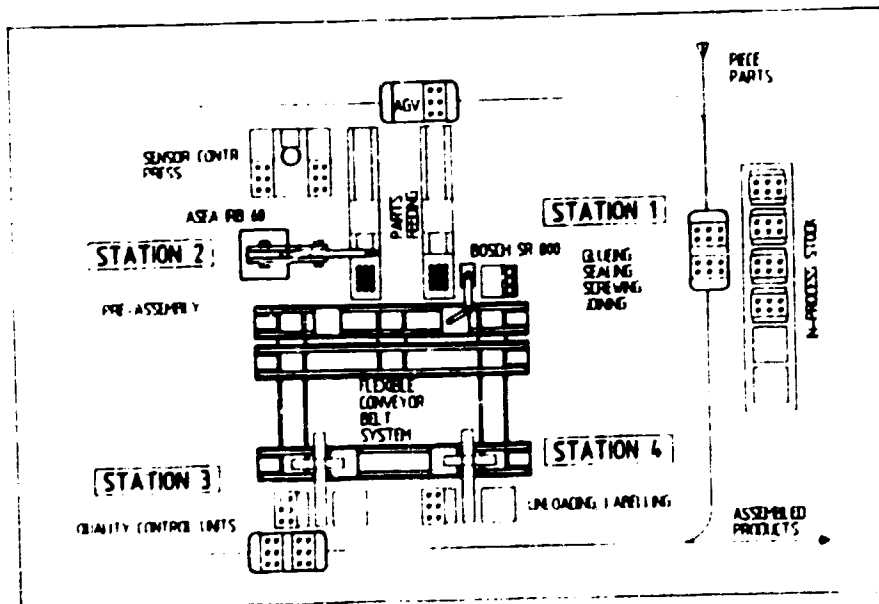 PIECE
PARTS
AGV
SENSOR CONTR
PRESS
PARTS
FEEDING
ASEA IRB 60
STATION 1
STATION 2
BOSCH SR 800
GLUEING
SEALING
SCREWING
JOINING
IN-PROCESS STOCK
PRE-ASSEMBLY
FLEXIBLE
CONVEYOR
BELT
SYSTEM
STATION 4
STATION 3
UNLOADING, LABELLING
QUALITY CONTROL UNITS
ASSEMBLED
PRODUCTS